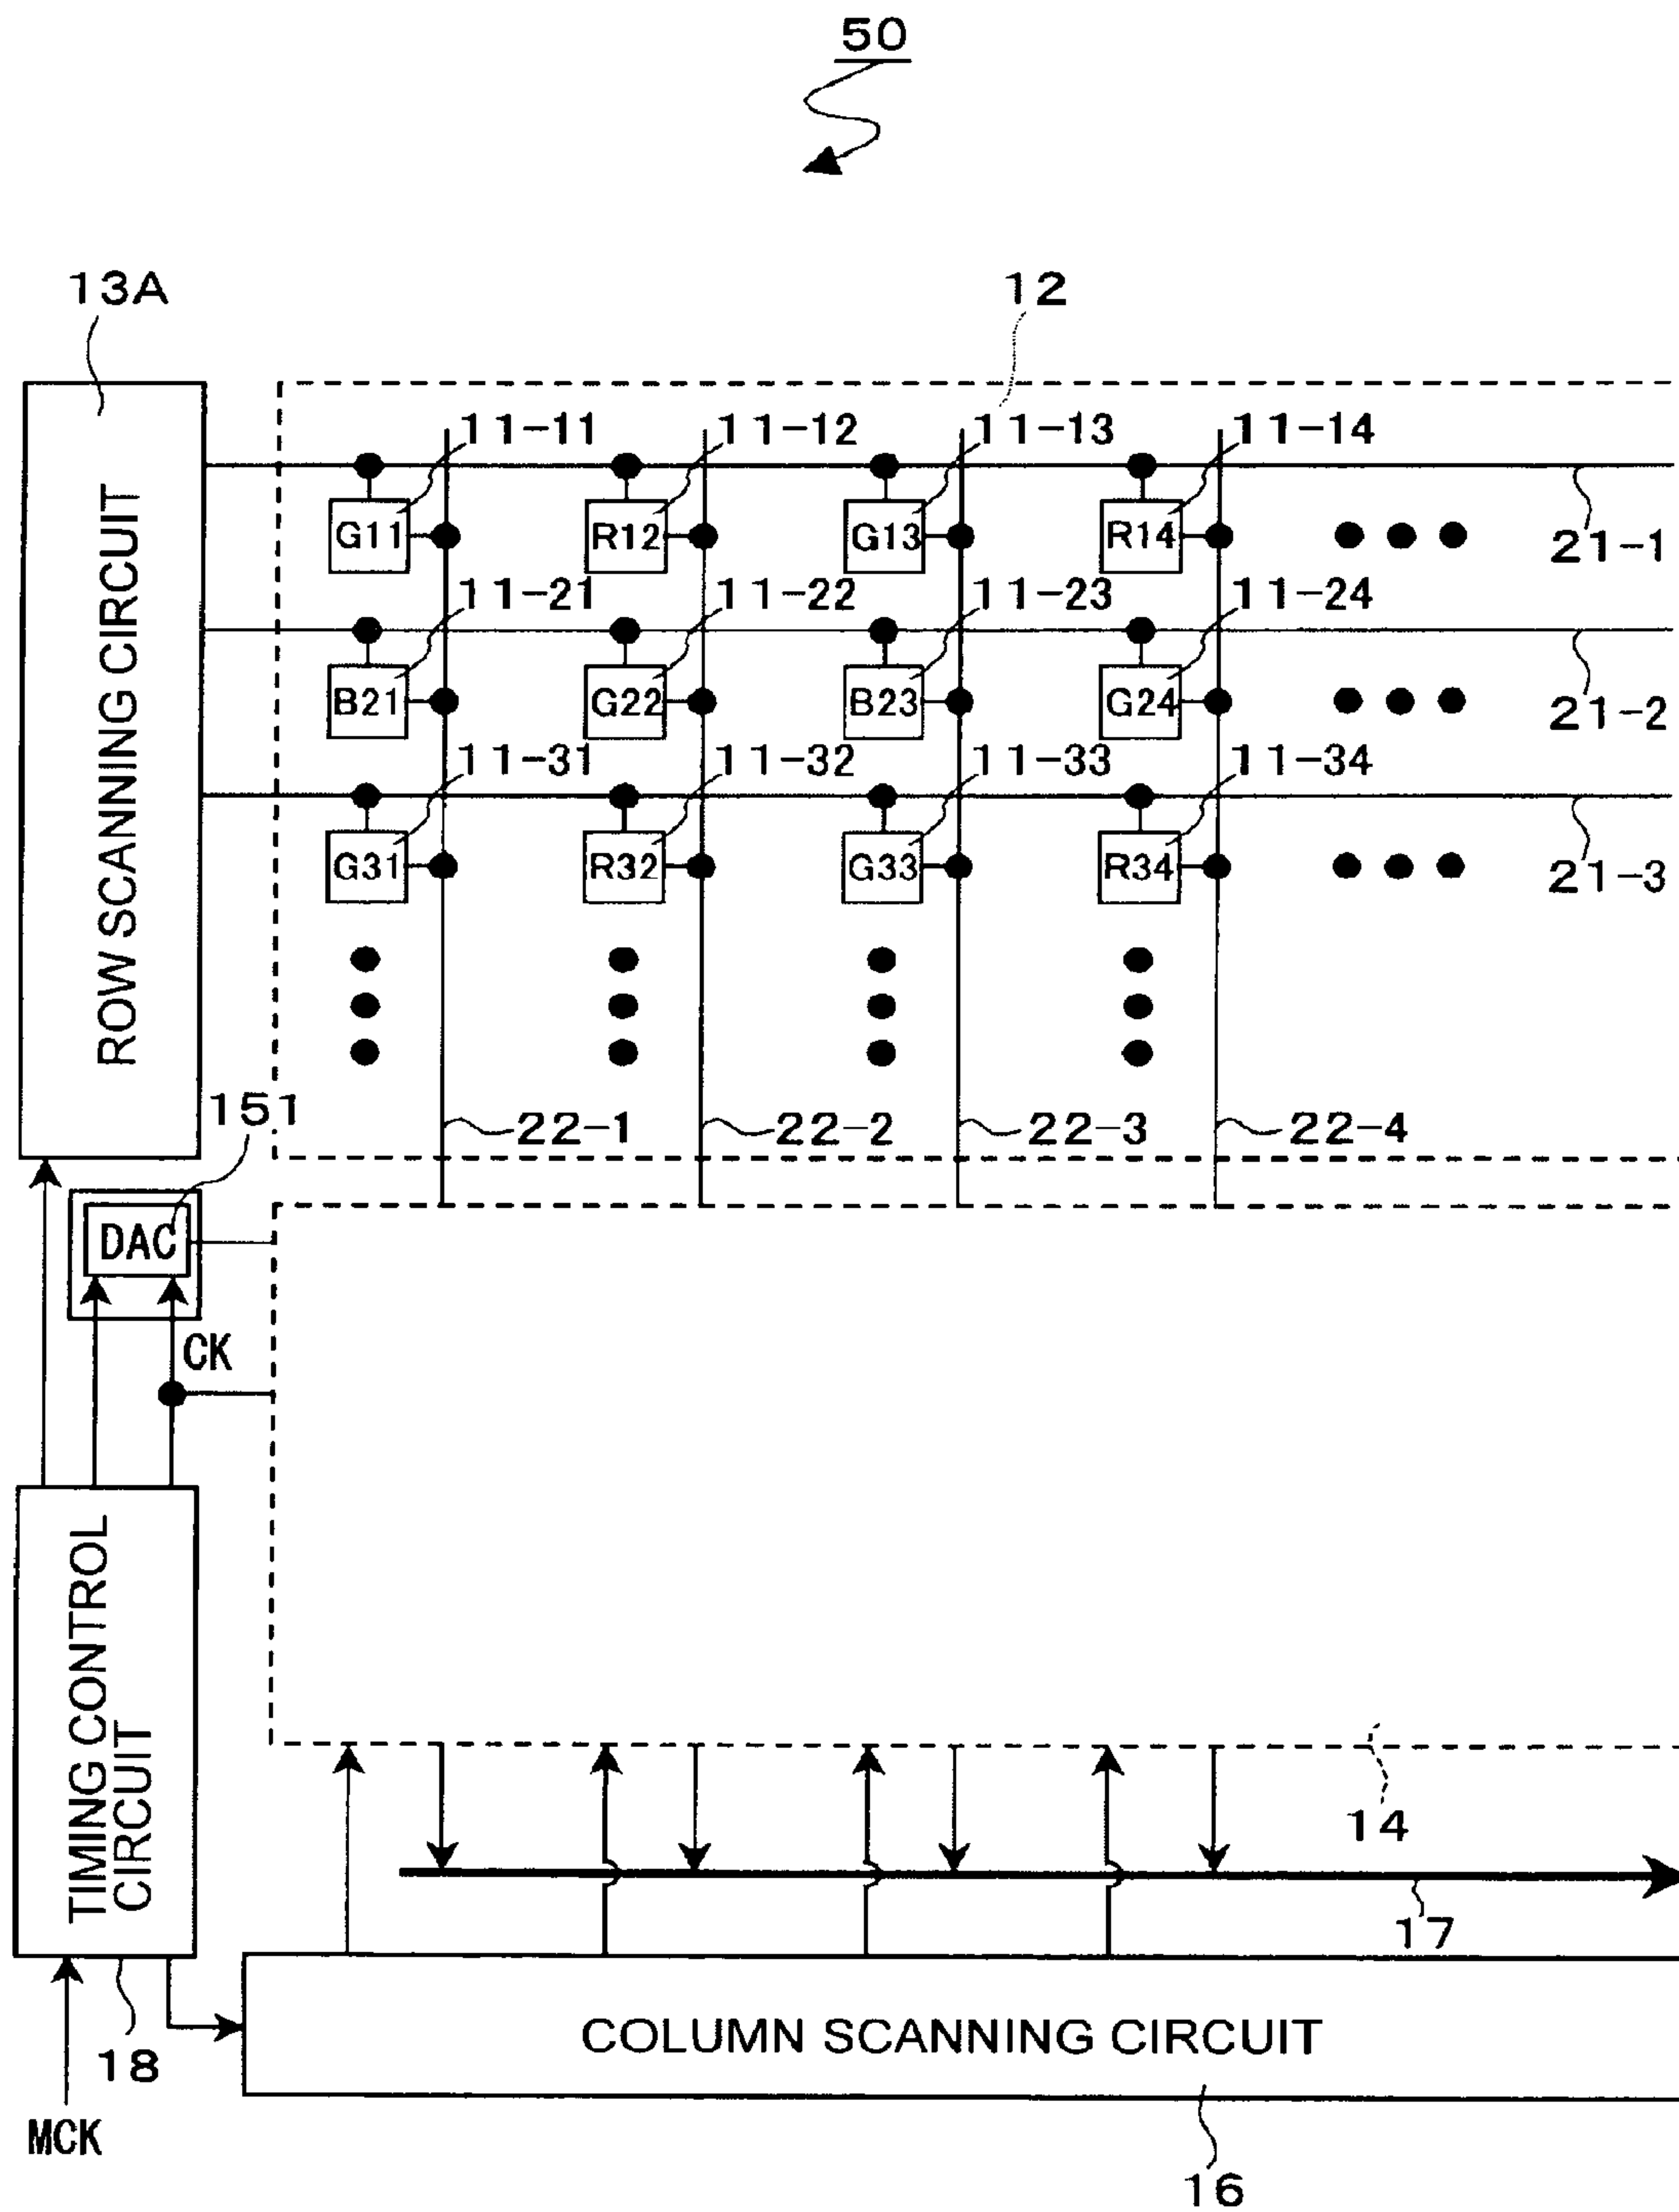 50
13A
12
11-11 11-12 11-13 11-14
G11 R12 G13 R14
21-1
11-21 11-22 11-23 11-24
B21 G22 B23 G24
21-2
11-31 11-32 11-33 11-34
G31 R32 G33 R34
21-3
ROW SCANNING CIRCUIT
151
22-1 22-2 22-3 22-4
DAC
CK
TIMING CONTROL
CIRCUIT
14
17
COLUMN SCANNING CIRCUIT
18
MCK
16